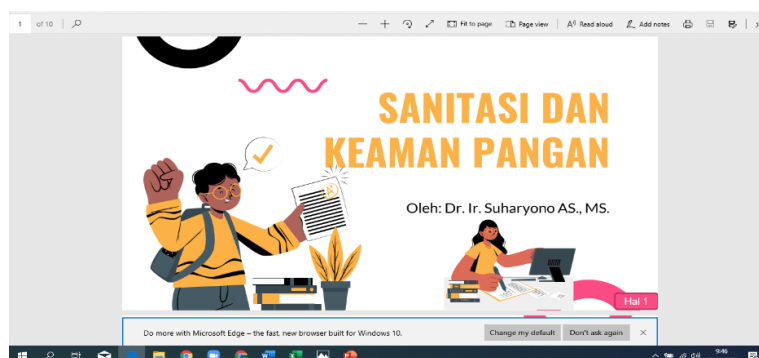 1 of 10 Fit to page Page view Read aloud Add notes
SANITASI DAN
KEAMAN PANGAN
A
Oleh: Dr. Ir. Suharyono AS., MS.
Hal 1
Do more with Microsoft Edge – the fast, new browser built for Windows 10. Change my default Don't ask again
9:46